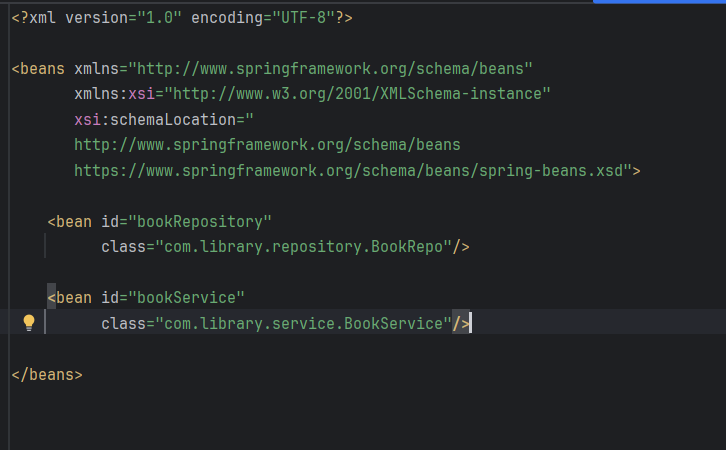 <?xml version="1.0" encoding="UTF-8"?>
<beans xmlns="http://www.springframework.org/schema/beans"
xmlns:xsi="http://www.w3.org/2001/XMLSchema-instance"
xsi:schemaLocation="
http://www.springframework.org/schema/beans
https://www.springframework.org/schema/beans/spring-beans.xsd">
<bean id="bookRepository"
class="com.library.repository.BookRepo"/>
<bean id="bookService"
class="com.library.service.BookService"/>
</beans>